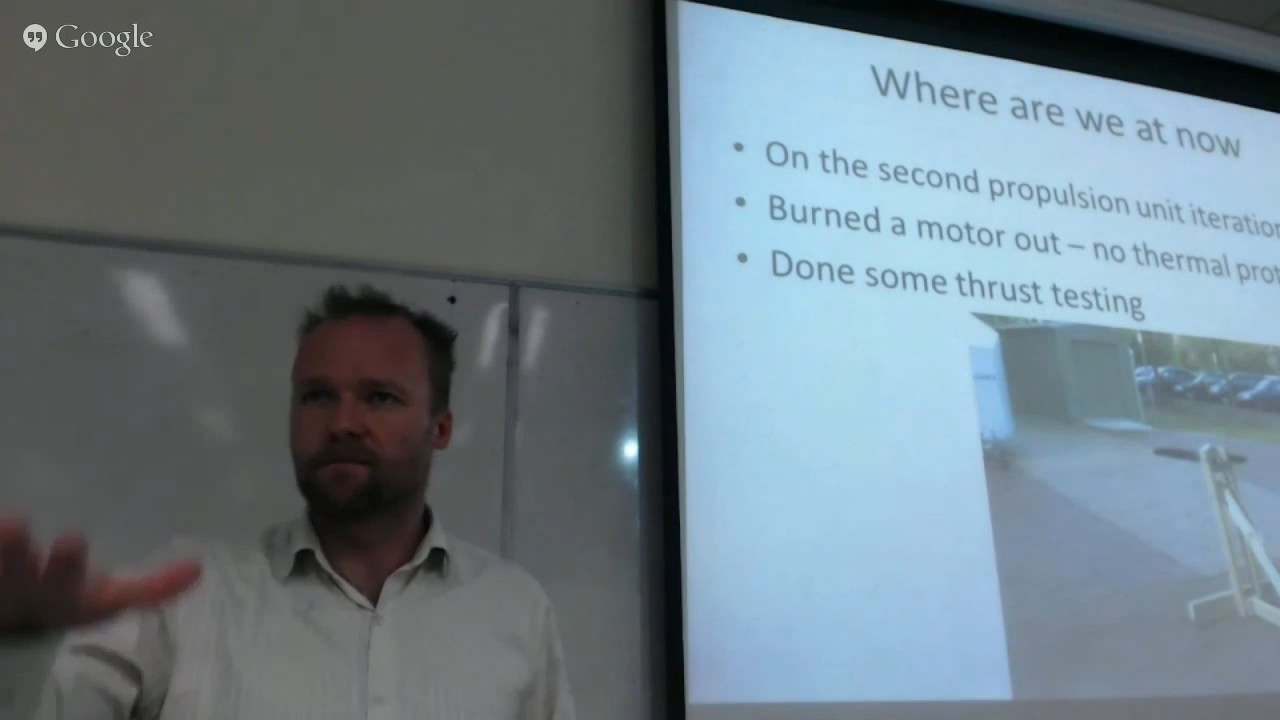 Google
Where are we at now
• On the second propulsion unit iteration
• Burned a motor out – no thermal
• Done some thrust testing